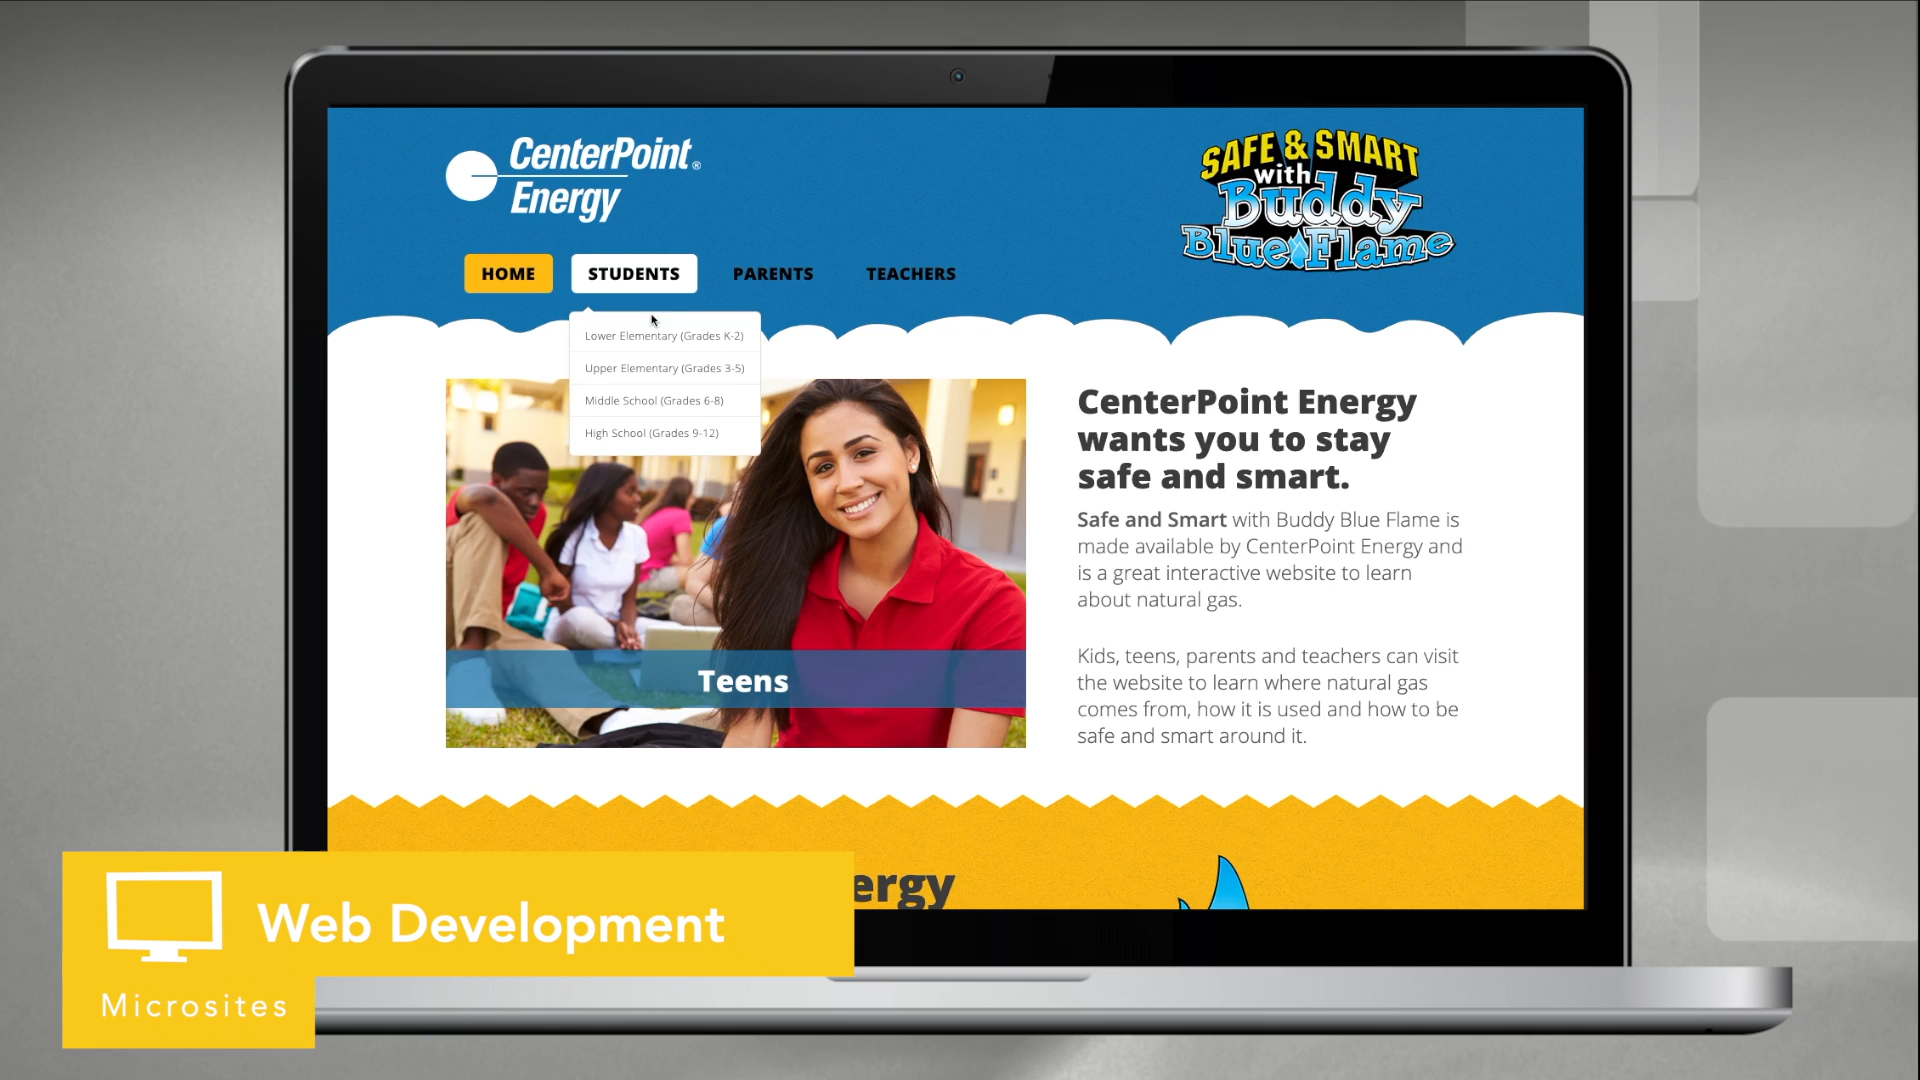 CenterPoint®
Energy
SAFE & SMART
with
Buddy
Blue Flame
HOME STUDENTS PARENTS TEACHERS
Lower Elementary (Grades K-2)
Upper Elementary (Grades 3-5)
Middle School (Grades 6-8)
High School (Grades 9-12)
Teens
CenterPoint Energy
wants you to stay
safe and smart.
Safe and Smart with Buddy Blue Flame is
made available by CenterPoint Energy and
is a great interactive website to learn
about natural gas.
Kids, teens, parents and teachers can visit
the website to learn where natural gas
comes from, how it is used and how to be
safe and smart around it.
ergy
Web Development
Microsites